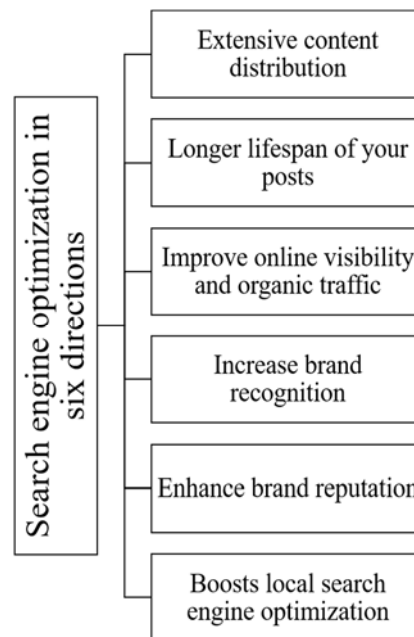 Search engine optimization in
six directions
Extensive content
distribution
Longer lifespan of your
posts
Improve online visibility
and organic traffic
Increase brand
recognition
Enhance brand reputation
Boosts local search
engine optimization